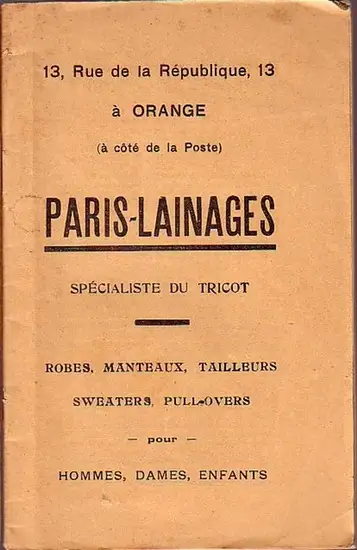 13, Rue de la République, 13
à ORANGE
(à côté de la Poste)
PARIS-LAINAGES
SPÉCIALISTE DU TRICOT
ROBES, MANTEAUX, TAILLEURS
SWEATERS, PULL-OVERS
— pour —
HOMMES, DAMES, ENFANTS